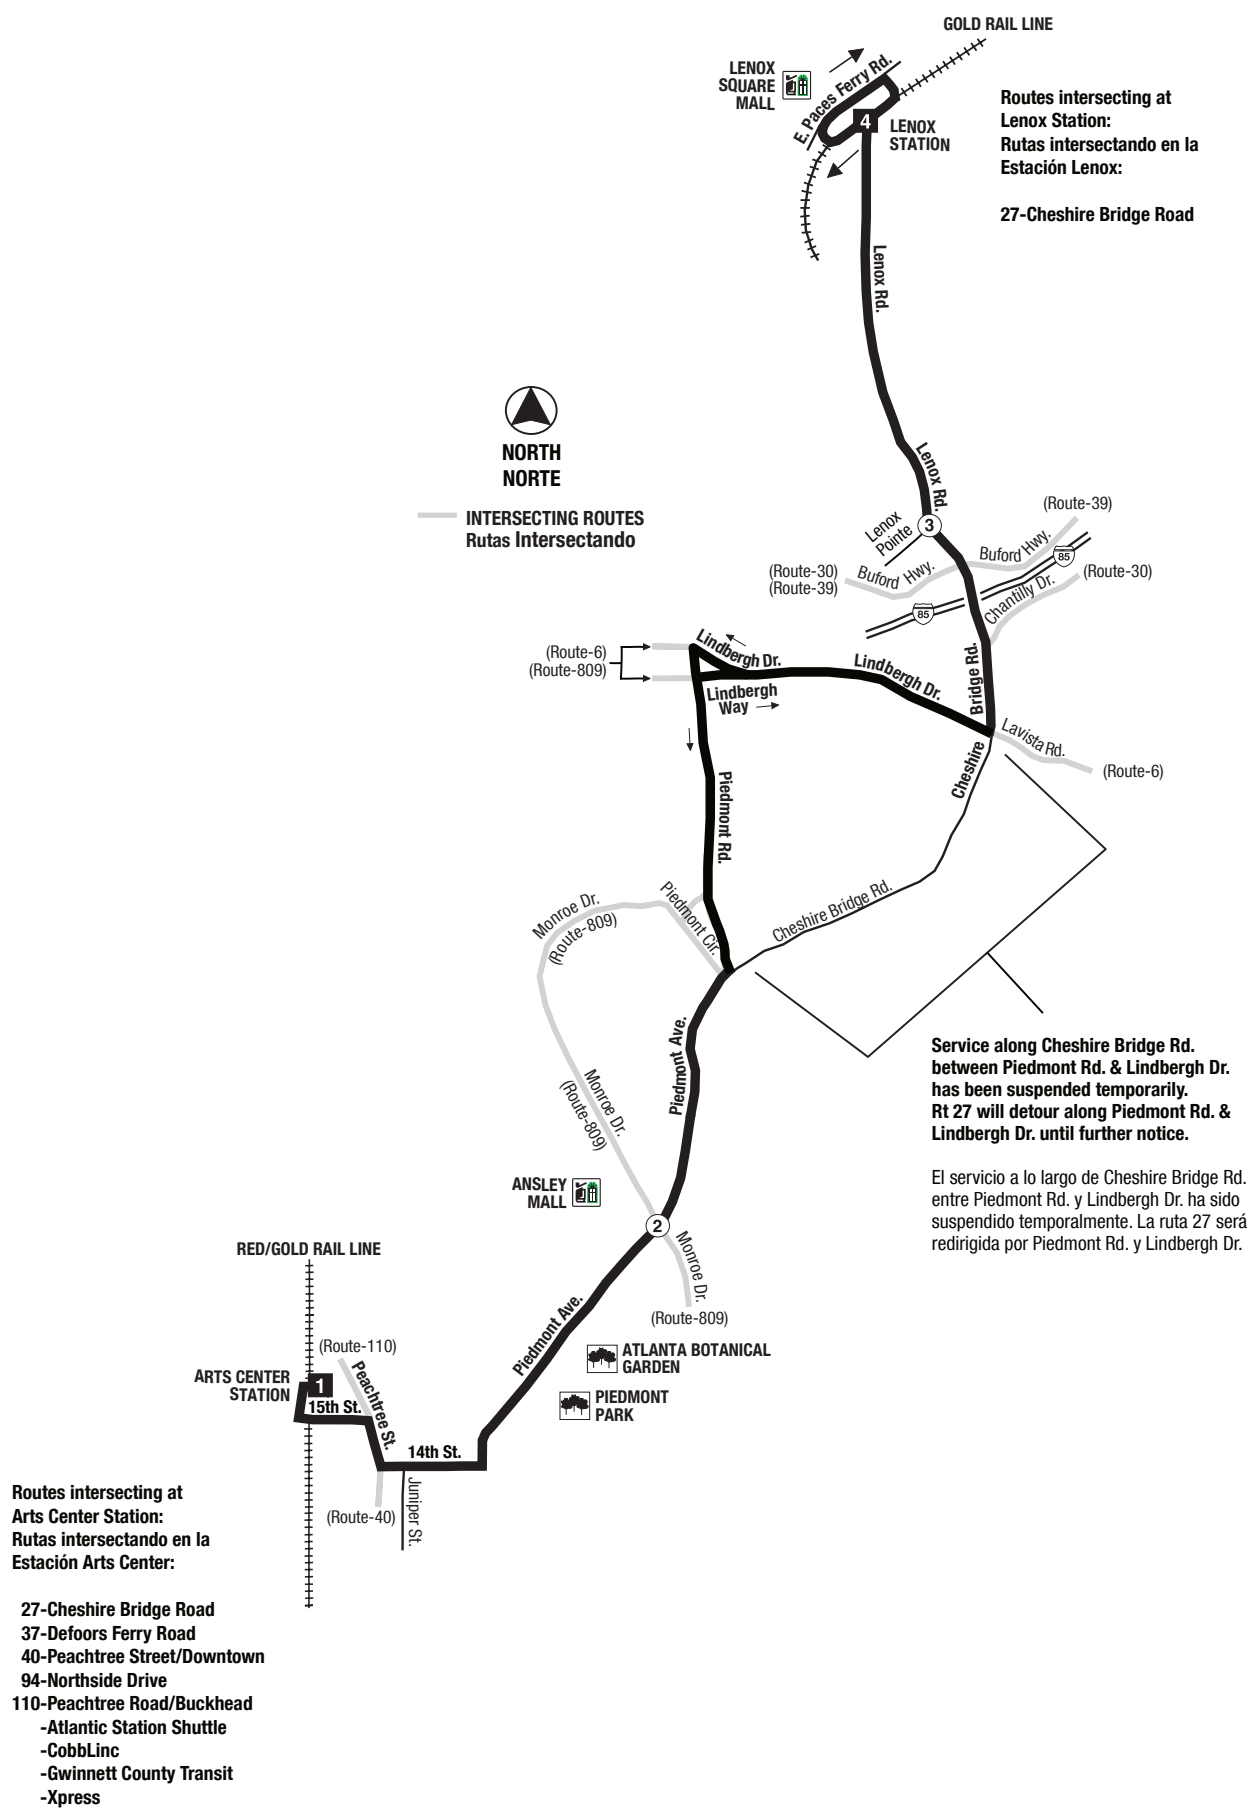 GOLD RAIL LINE
LENOX
SQUARE
MALL
E. Paces Ferry Rd.
4
LENOX
STATION
Routes intersecting at
Lenox Station:
Rutas intersectando en la
Estación Lenox:
27-Cheshire Bridge Road
Lenox Rd.
NORTH
NORTE
INTERSECTING ROUTES
Rutas Intersectando
Lenox Rd.
Lenox
Pointe
3
(Route-39)
Buford Hwy.
85
(Route-30)
(Route-39)
Buford Hwy.
(Route-30)
Chantilly Dr.
85
(Route-6)
(Route-809)
Lindbergh Dr.
Lindbergh Dr.
Lindbergh
Way
Bridge Rd.
Cheshire
Lavista Rd.
(Route-6)
Piedmont Rd.
Monroe Dr.
(Route-809)
Piedmont Cir.
Cheshire Bridge Rd.
Piedmont Ave.
Monroe Dr.
(Route-809)
Service along Cheshire Bridge Rd.
between Piedmont Rd. & Lindbergh Dr.
has been suspended temporarily.
Rt 27 will detour along Piedmont Rd. &
Lindbergh Dr. until further notice.
El servicio a lo largo de Cheshire Bridge Rd.
entre Piedmont Rd. y Lindbergh Dr. ha sido
suspendido temporalmente. La ruta 27 será
redirigida por Piedmont Rd. y Lindbergh Dr.
ANSLEY
MALL
2
Monroe Dr.
(Route-809)
RED/GOLD RAIL LINE
Piedmont Ave.
ATLANTA BOTANICAL
GARDEN
PIEDMONT
PARK
(Route-110)
ARTS CENTER
STATION
1
15th St.
Peachtree St.
14th St.
(Route-40)
Juniper St.
Routes intersecting at
Arts Center Station:
Rutas intersectando en la
Estación Arts Center:
27-Cheshire Bridge Road
37-Defoors Ferry Road
40-Peachtree Street/Downtown
94-Northside Drive
110-Peachtree Road/Buckhead
-Atlantic Station Shuttle
-CobbLinc
-Gwinnett County Transit
-Xpress